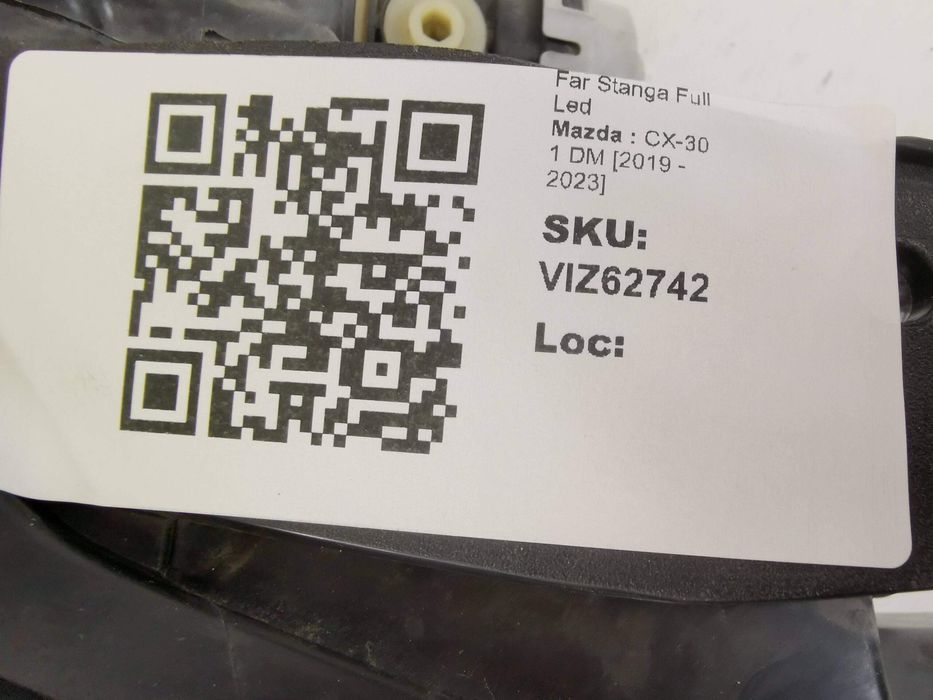 Far Stanga Full
Led
Mazda : CX-30
1 DM [2019 -
2023]
SKU:
VIZ62742
Loc: